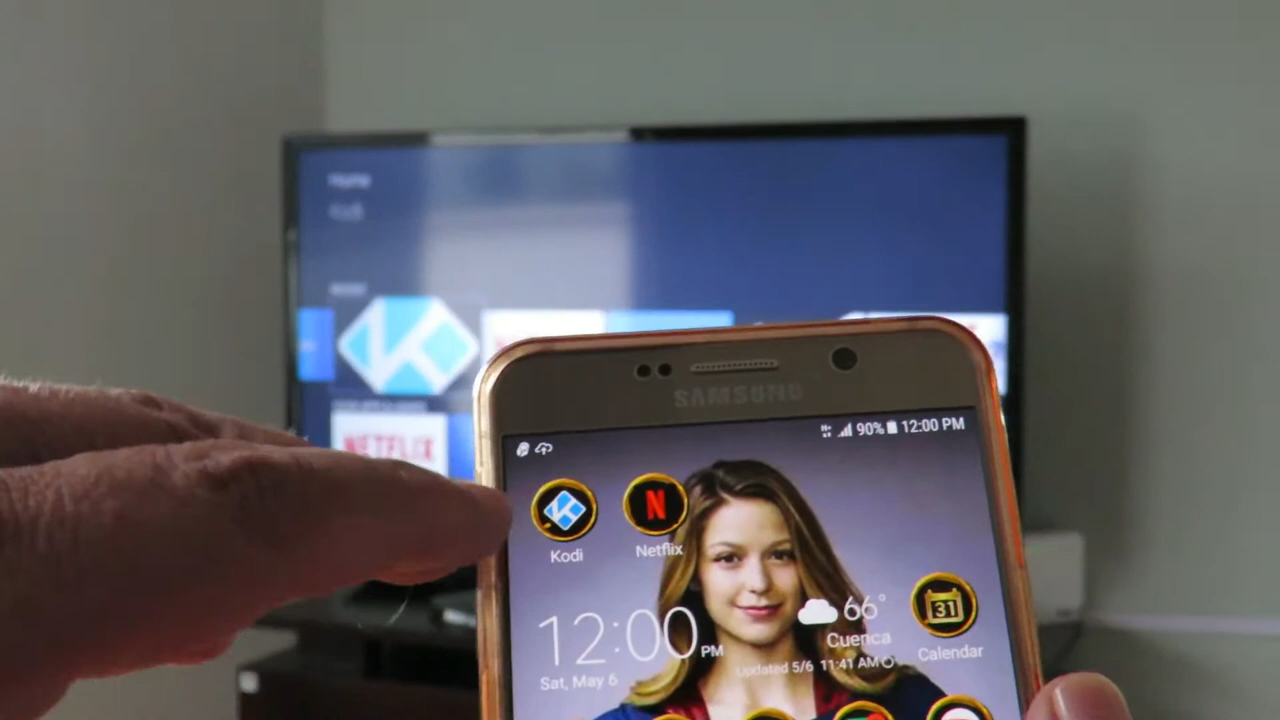 Home
Kodi
NETFLIX
SAMSUNG
90% 12:00 PM
Kodi
Netflix
31
12:00 PM
Sat, May 6
66°
Cuenca
Updated 5/6 11:41 AM
Calendar